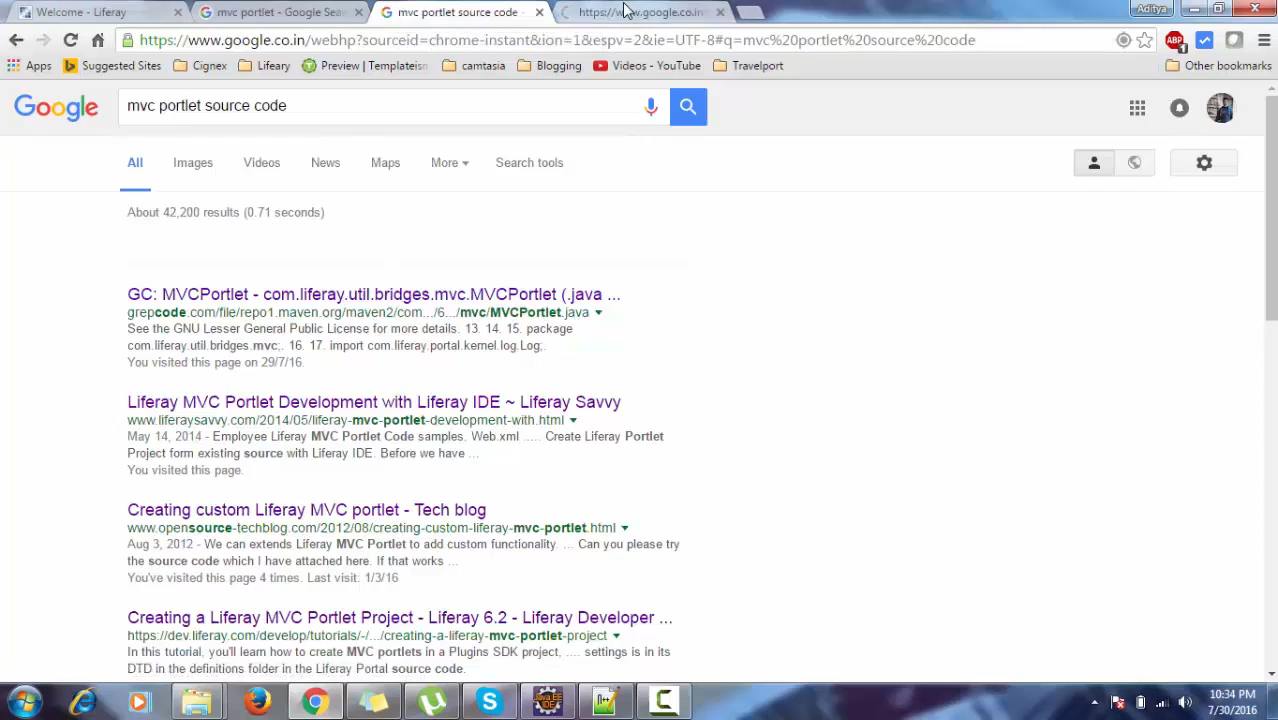 Welcome - Liferay
mvc portlet - Google Sea
mvc portlet source code -
https://www.google.co.in
Aditya
https://www.google.co.in/webhp?sourceid=chrome-instant&ion=1&espv=2&ie=UTF-8#q=mvc%20portlet%20source%20code
ABP
1
Apps
Suggested Sites
Cignex
Lifeary
Preview | Templateism
camtasia
Blogging
Videos - YouTube
Travelport
Other bookmarks
Google
mvc portlet source code
All
Images
Videos
News
Maps
More
Search tools
About 42,200 results (0.71 seconds)
GC: MVCPortlet - com.liferay.util.bridges.mvc.MVCPortlet (.java ...
grepcode.com/file/repo1.maven.org/maven2/com.../6.../mvc/MVCPortlet.java
See the GNU Lesser General Public License for more details. 13. 14. 15. package
com.liferay.util.bridges.mvc;. 16. 17. import com.liferay.portal.kernel.log.Log;.
You visited this page on 29/7/16.
Liferay MVC Portlet Development with Liferay IDE ~ Liferay Savvy
www.liferaysavvy.com/2014/05/liferay-mvc-portlet-development-with.html
May 14, 2014 - Employee Liferay MVC Portlet Code samples. Web.xml ..... Create Liferay Portlet
Project form existing source with Liferay IDE. Before we have ...
You visited this page.
Creating custom Liferay MVC portlet - Tech blog
www.opensource-techblog.com/2012/08/creating-custom-liferay-mvc-portlet.html
Aug 3, 2012 - We can extends Liferay MVC Portlet to add custom functionality. ... Can you please try
the source code which I have attached here. If that works ...
You've visited this page 4 times. Last visit: 1/3/16
Creating a Liferay MVC Portlet Project - Liferay 6.2 - Liferay Developer ...
https://dev.liferay.com/develop/tutorials/-/.../creating-a-liferay-mvc-portlet-project
In this tutorial, you'll learn how to create MVC portlets in a Plugins SDK project, .... settings is in its
DTD in the definitions folder in the Liferay Portal source code.
Java EE
IDE
10:34 PM
7/30/2016